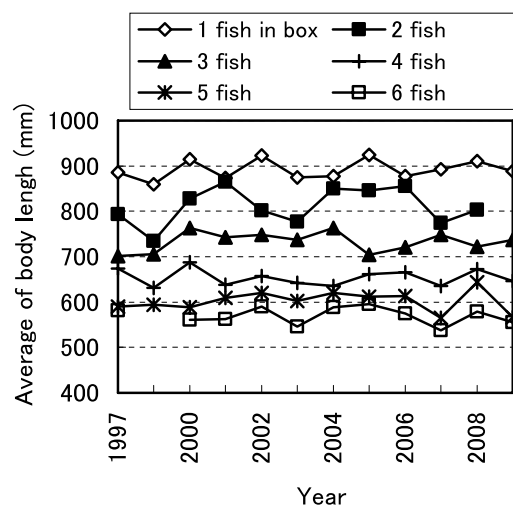 1 fish in box 2 fish
3 fish 4 fish
5 fish 6 fish
1000
900
800
700
600
500
400
Average of body lengh (mm)
1997 2000 2002 2004 2006 2008
Year